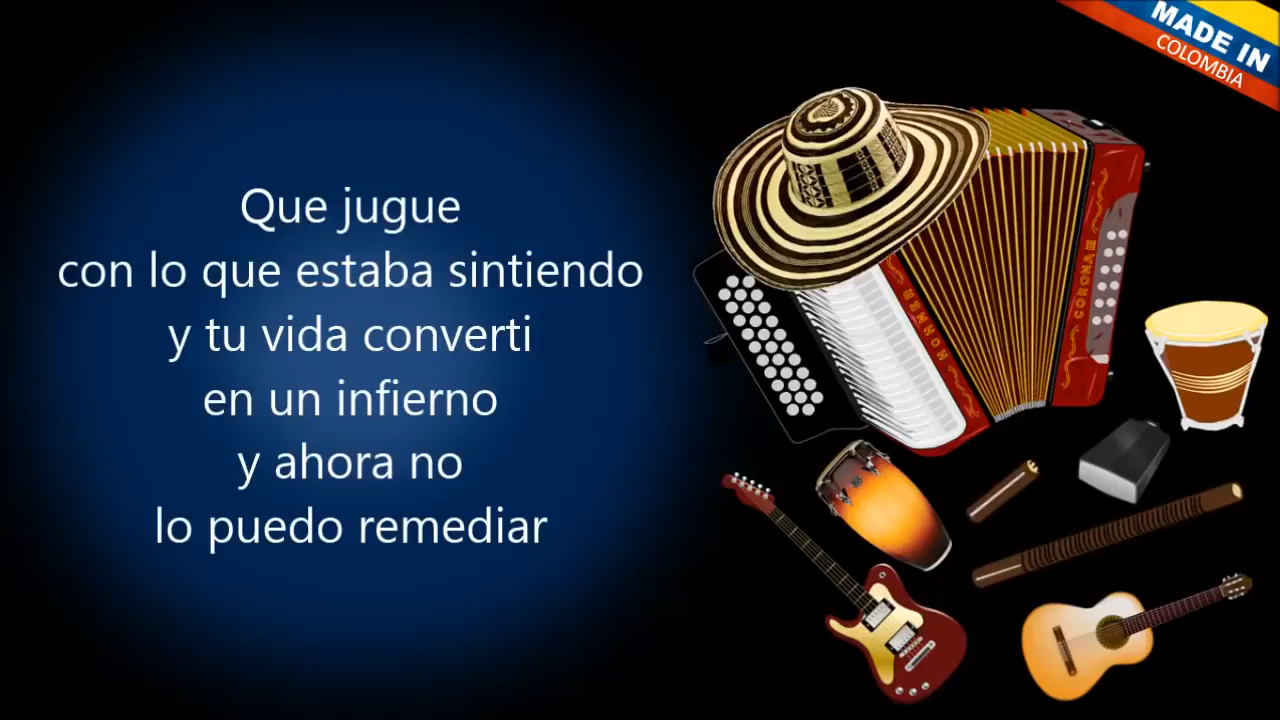 Que jugue
con lo que estaba sintiendo
y tu vida converti
en un infierno
y ahora no
lo puedo remediar
MADE IN
COLOMBIA
HOHNER
CORONA III